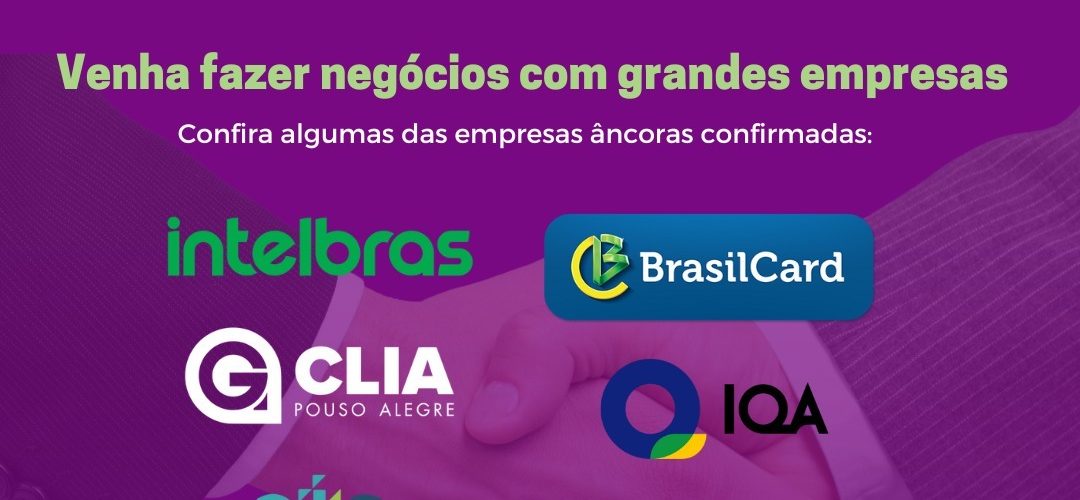 Venha fazer negócios com grandes empresas
Confira algumas das empresas âncoras confirmadas:
intelbras
BrasilCard
CLIA
POUSO ALEGRE
IQA